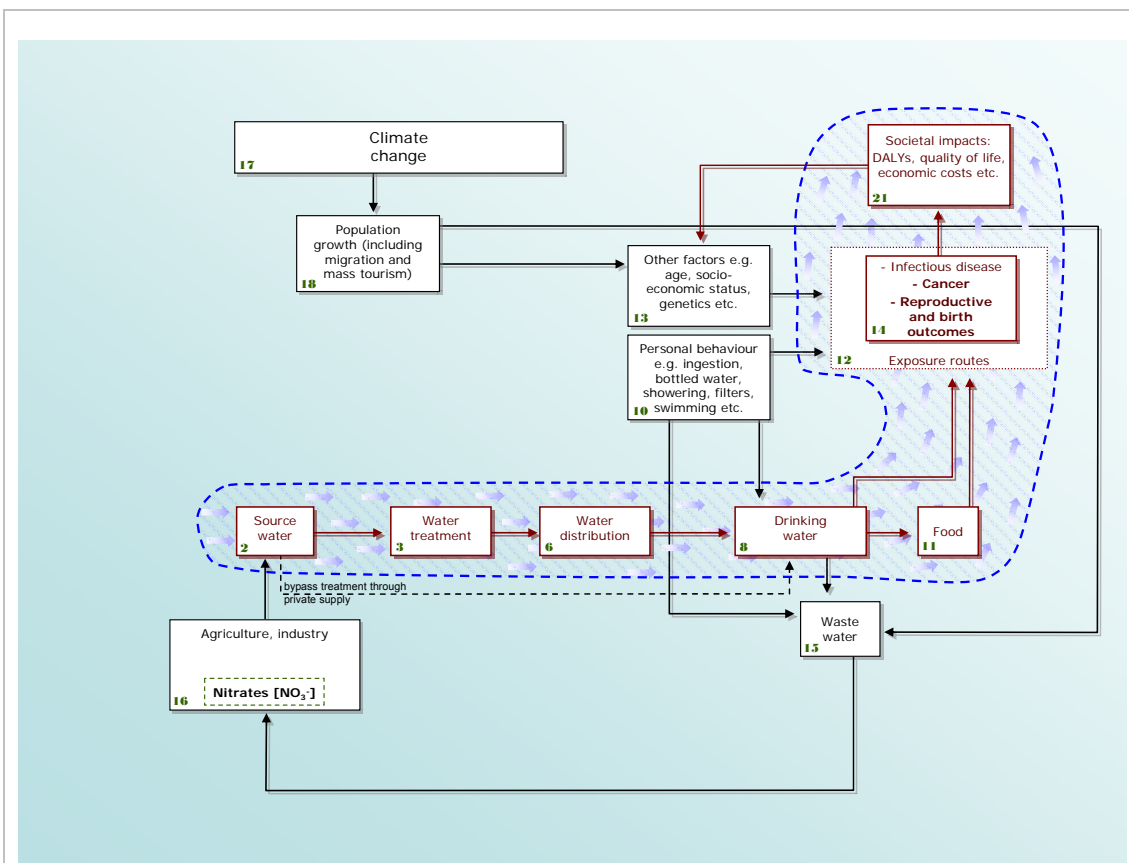 Climate
change
17
Population
growth (including
migration and
mass tourism)
18
Societal impacts:
DALYs, quality of life,
economic costs etc.
21
Other factors e.g.
age, socio-
economic status,
genetics etc.
13
- Infectious disease
- Cancer
- Reproductive
and birth
outcomes
14
12
Exposure routes
Personal behaviour
e.g. ingestion,
bottled water,
showering, filters,
swimming etc.
10
Source
water
2
Water
treatment
3
Water
distribution
6
Drinking
water
8
Food
11
bypass treatment through
private supply
Waste
water
15
Agriculture, industry
16
Nitrates [NO₃⁻]